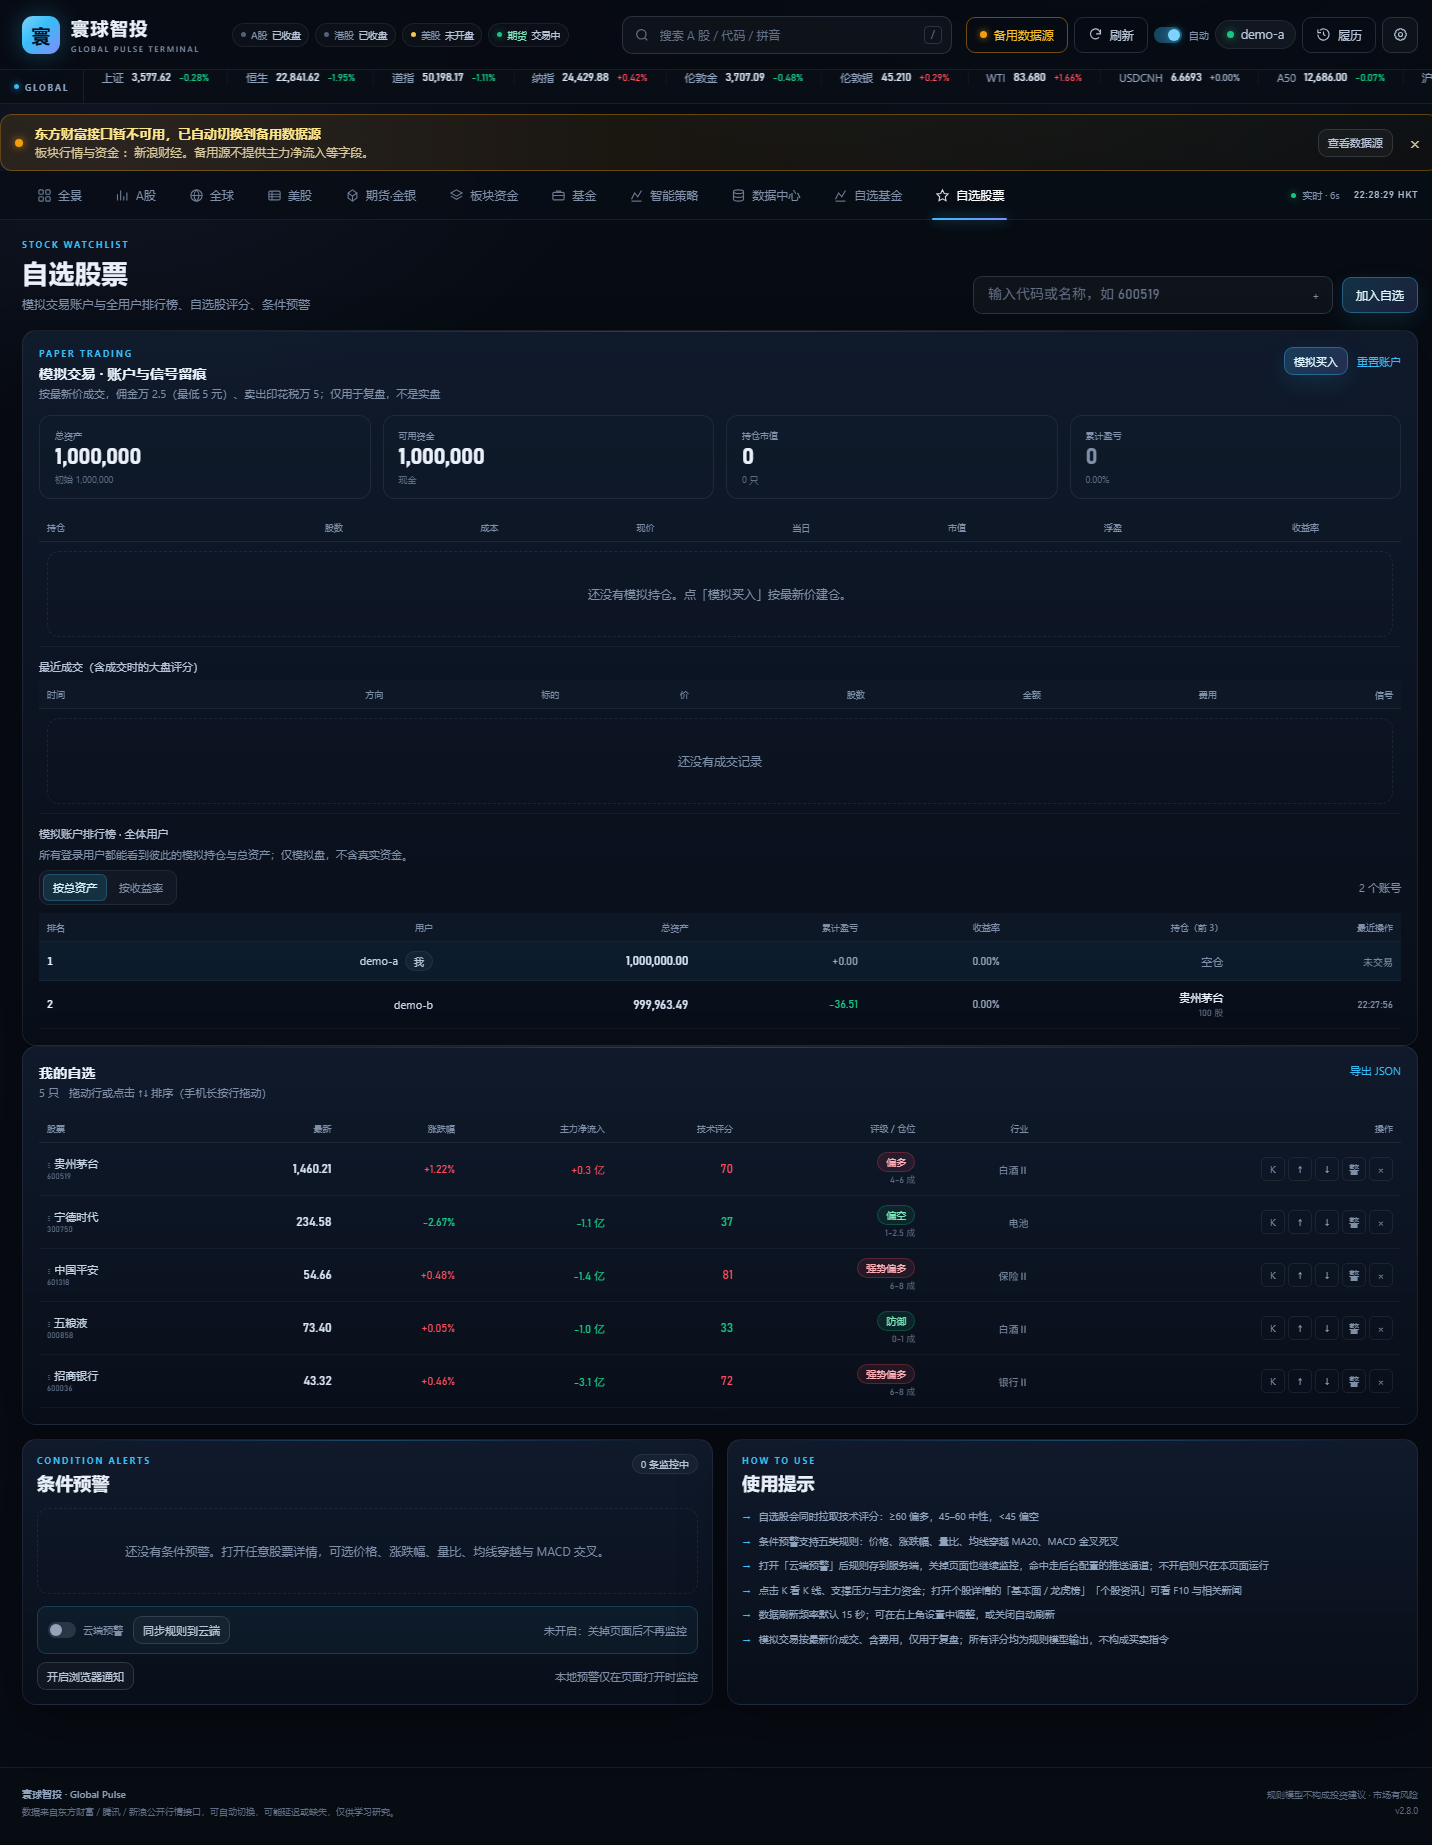 寰
寰球智投
GLOBAL PULSE TERMINAL
A股 已收盘
港股 已收盘
美股 未开盘
期货 交易中
搜索 A 股 / 代码 / 拼音
/
备用数据源
刷新
自动
demo-a
履历
GLOBAL
上证 3,577.62 -0.28%
恒生 22,841.62 -1.95%
道指 50,198.17 -1.11%
纳指 24,429.88 +0.42%
伦敦金 3,707.09 -0.48%
伦敦银 45.210 +0.29%
WTI 83.680 +1.66%
USDCNH 6.6693 +0.00%
A50 12,686.00 -0.07%
沪
东方财富接口暂不可用，已自动切换到备用数据源
板块行情与资金：新浪财经。备用源不提供主力净流入等字段。
查看数据源
×
全景
A股
全球
美股
期货·金银
板块资金
基金
智能策略
数据中心
自选基金
自选股票
实时 · 6s
22:28:29 HKT
STOCK WATCHLIST
自选股票
模拟交易账户与全用户排行榜、自选股评分、条件预警
输入代码或名称，如 600519
+
加入自选
PAPER TRADING
模拟交易 · 账户与信号留痕
按最新价成交，佣金万 2.5（最低 5 元）、卖出印花税万 5；仅用于复盘，不是实盘
模拟买入
重置账户
总资产
1,000,000
初始 1,000,000
可用资金
1,000,000
现金
持仓市值
0
0 只
累计盈亏
0
0.00%
持仓 股数 成本 现价 当日 市值 浮盈 收益率
还没有模拟持仓。点「模拟买入」按最新价建仓。
最近成交（含成交时的大盘评分）
时间 方向 标的 价 股数 金额 费用 信号
还没有成交记录
模拟账户排行榜 · 全体用户
所有登录用户都能看到彼此的模拟持仓与总资产；仅模拟盘，不含真实资金。
按总资产
按收益率
2 个账号
排名 用户 总资产 累计盈亏 收益率 持仓（前 3） 最近操作
1 demo-a 我 1,000,000.00 +0.00 0.00% 空仓 未交易
2 demo-b 999,963.49 -36.51 0.00% 贵州茅台 22:27:56
100 股
我的自选
5 只 拖动行或点击 ↑↓ 排序（手机长按行拖动）
导出 JSON
股票 最新 涨跌幅 主力净流入 技术评分 评级 / 仓位 行业 操作
贵州茅台 1,460.21 +1.22% +0.3 亿 70 偏多 白酒Ⅱ K ↑ ↓ 警 ×
600519 4-6 成
宁德时代 234.58 -2.67% -1.1 亿 37 偏空 电池 K ↑ ↓ 警 ×
300750 1-2.5 成
中国平安 54.66 +0.48% -1.4 亿 81 强势偏多 保险Ⅱ K ↑ ↓ 警 ×
601318 6-8 成
五粮液 73.40 +0.05% -1.0 亿 33 防御 白酒Ⅱ K ↑ ↓ 警 ×
000858 0-1 成
招商银行 43.32 +0.46% -3.1 亿 72 强势偏多 银行Ⅱ K ↑ ↓ 警 ×
600036 6-8 成
CONDITION ALERTS
条件预警
0 条监控中
还没有条件预警。打开任意股票详情，可选价格、涨跌幅、量比、均线穿越与 MACD 交叉。
云端预警
同步规则到云端
未开启：关掉页面后不再监控
开启浏览器通知
本地预警仅在页面打开时监控
HOW TO USE
使用提示
→ 自选股会同时拉取技术评分：≥60 偏多，45–60 中性，<45 偏空
→ 条件预警支持五类规则：价格、涨跌幅、量比、均线穿越 MA20、MACD 金叉死叉
→ 打开「云端预警」后规则存到服务端，关掉页面也继续监控，命中走后台配置的推送通道；不开启则只在本页面运行
→ 点击 K 看 K 线、支撑压力与主力资金；打开个股详情的「基本面 / 龙虎榜」「个股资讯」可看 F10 与相关新闻
→ 数据刷新频率默认 15 秒；可在右上角设置中调整，或关闭自动刷新
→ 模拟交易按最新价成交、含费用，仅用于复盘；所有评分均为规则模型输出，不构成买卖指令
寰球智投 · Global Pulse
数据来自东方财富 / 腾讯 / 新浪公开行情接口，可自动切换，可能延迟或缺失，仅供学习研究。
规则模型不构成投资建议 · 市场有风险
v2.8.0